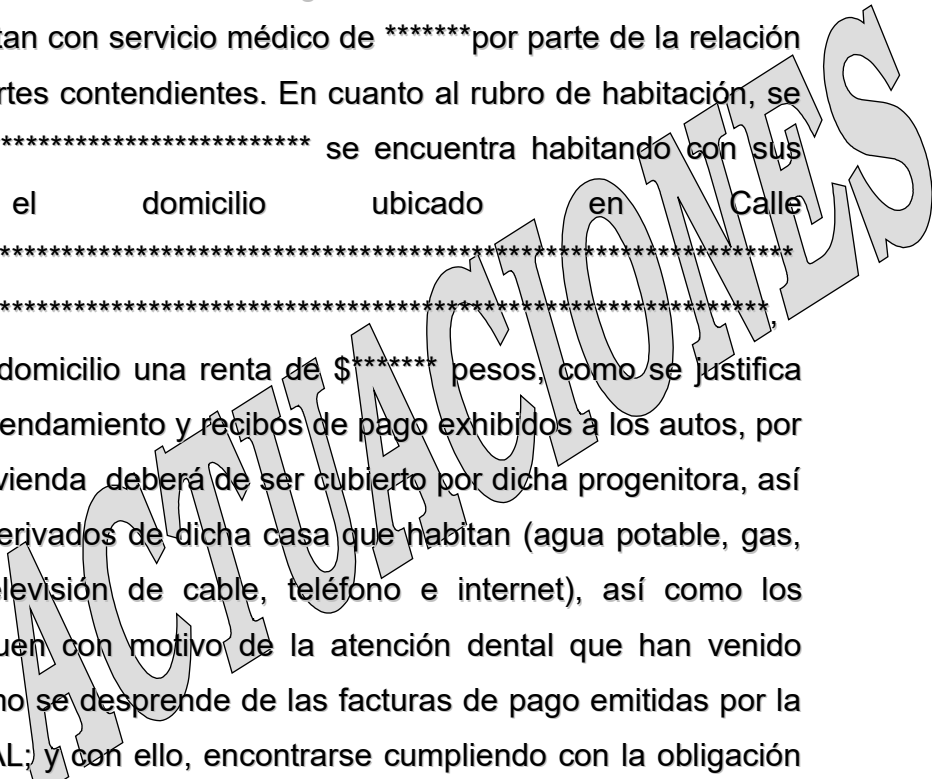 tan con servicio médico de *******por parte de la relación
rtes contendientes. En cuanto al rubro de habitación, se
************************* se encuentra habitando con sus
el domicilio ubicado en Calle
****************************************************************
**************************************************************,
domicilio una renta de $******* pesos, como se justifica
endamiento y recibos de pago exhibidos a los autos, por
vienda deberá de ser cubierto por dicha progenitora, así
erivados de dicha casa que habitan (agua potable, gas,
elevisión de cable, teléfono e internet), así como los
uen con motivo de la atención dental que han venido
mo se desprende de las facturas de pago emitidas por la
AL; y con ello, encontrarse cumpliendo con la obligación
ACTUACIONES